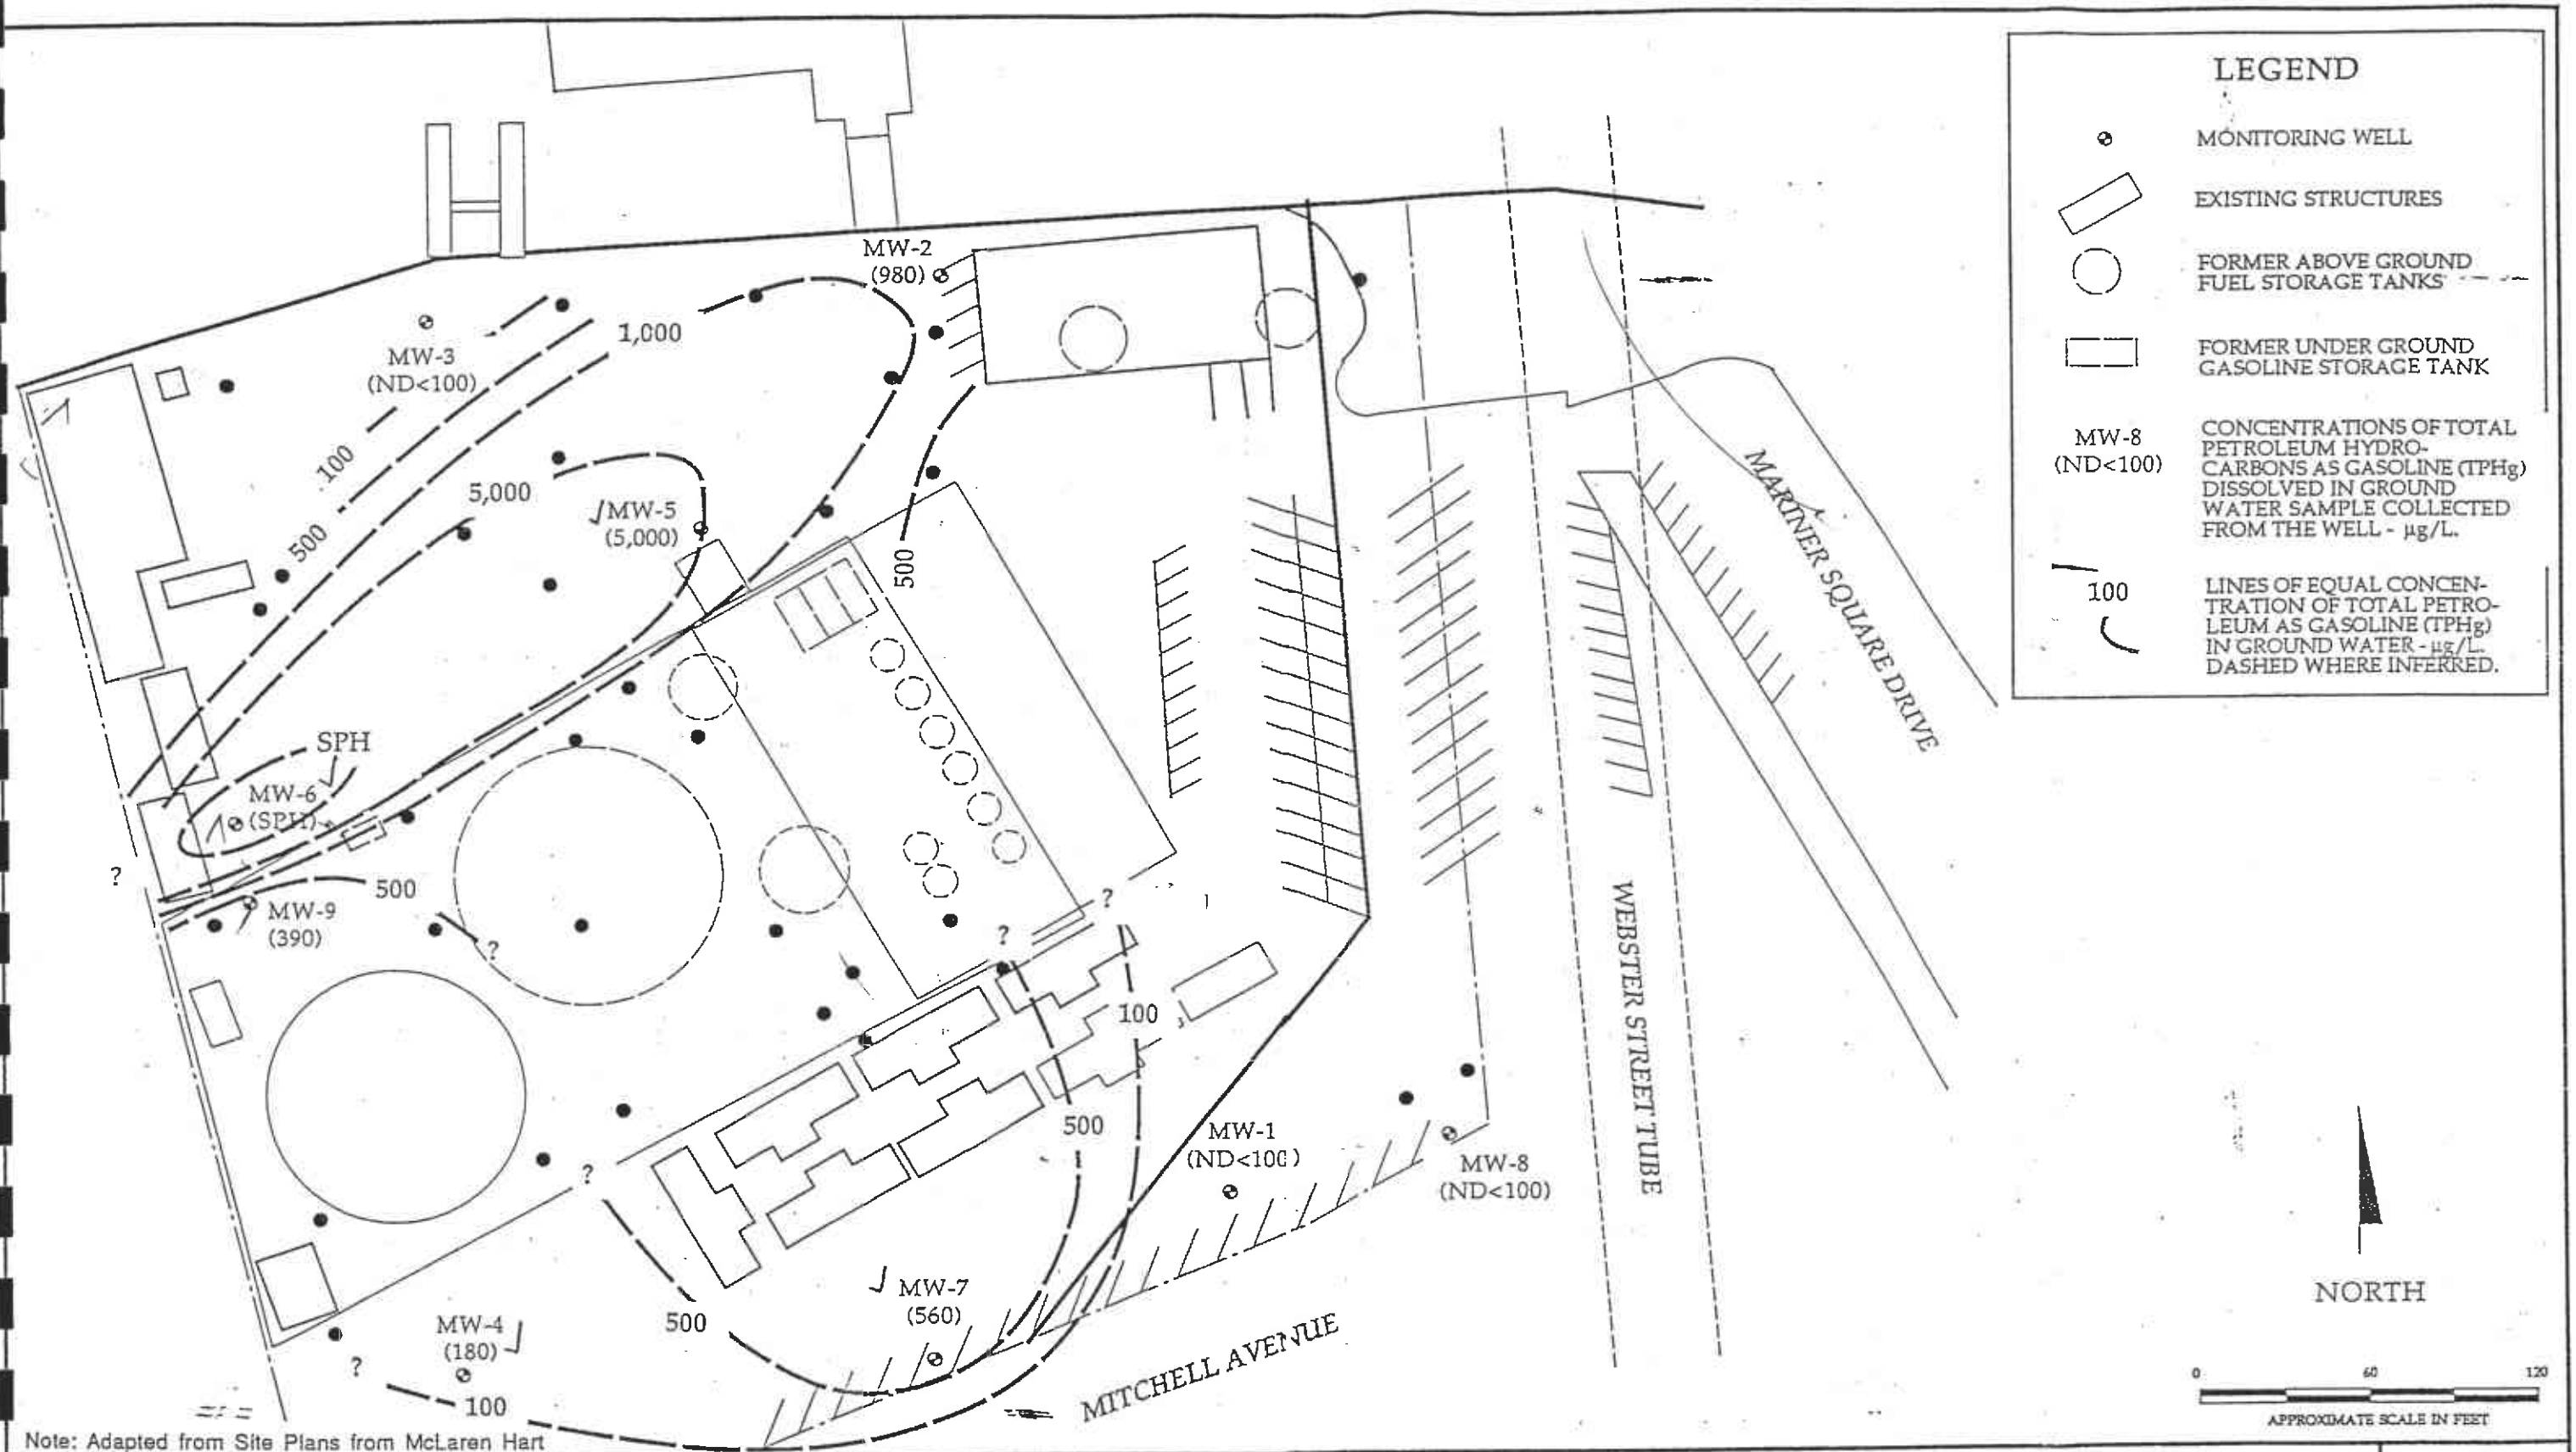 LEGEND
MONITORING WELL
EXISTING STRUCTURES
FORMER ABOVE GROUND
FUEL STORAGE TANKS
FORMER UNDER GROUND
GASOLINE STORAGE TANK
MW-8
(ND<100)
CONCENTRATIONS OF TOTAL
PETROLEUM HYDRO-
CARBONS AS GASOLINE (TPHg)
DISSOLVED IN GROUND
WATER SAMPLE COLLECTED
FROM THE WELL - µg/L.
100
LINES OF EQUAL CONCEN-
TRATION OF TOTAL PETRO-
LEUM AS GASOLINE (TPHg)
IN GROUND WATER - µg/L.
DASHED WHERE INFERRED.
MW-2
(980)
1,000
MW-3
(ND<100)
100
5,000
500
MW-5
(5,000)
500
SPH
MW-6
(SPH)
?
500
MW-9
(390)
?
?
?
100
500
MW-1
(ND<100)
MW-8
(ND<100)
?
MW-7
(560)
500
MW-4
(180)
?
100
MARINER SQUARE DRIVE
WEBSTER STREET TUBE
MITCHELL AVENUE
NORTH
0 60 120
APPROXIMATE SCALE IN FEET
Note: Adapted from Site Plans from McLaren Hart